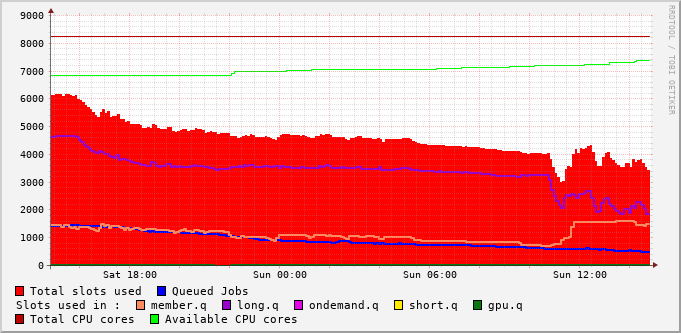 RRDTOOL / TOBI OETIKER
9000
8000
7000
6000
5000
4000
3000
2000
1000
0
Sat 18:00 Sun 00:00 Sun 06:00 Sun 12:00
Total slots used Queued Jobs
Slots used in : member.q long.q ondemand.q short.q gpu.q
Total CPU cores Available CPU cores